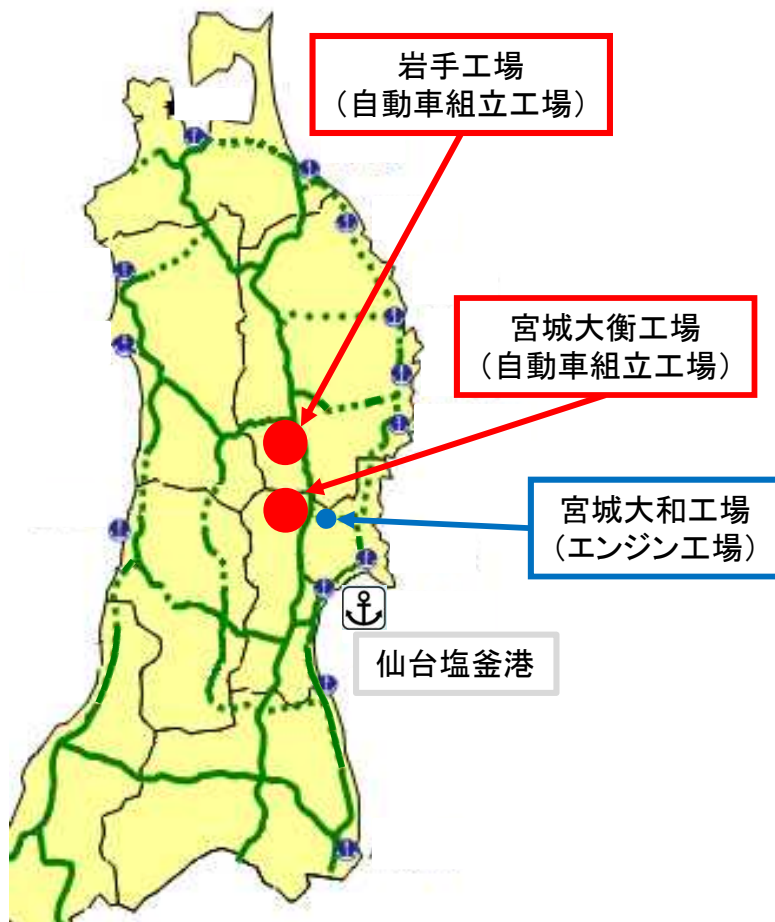 岩手工場
（自動車組立工場）
宮城大衡工場
（自動車組立工場）
宮城大和工場
（エンジン工場）
仙台塩釜港